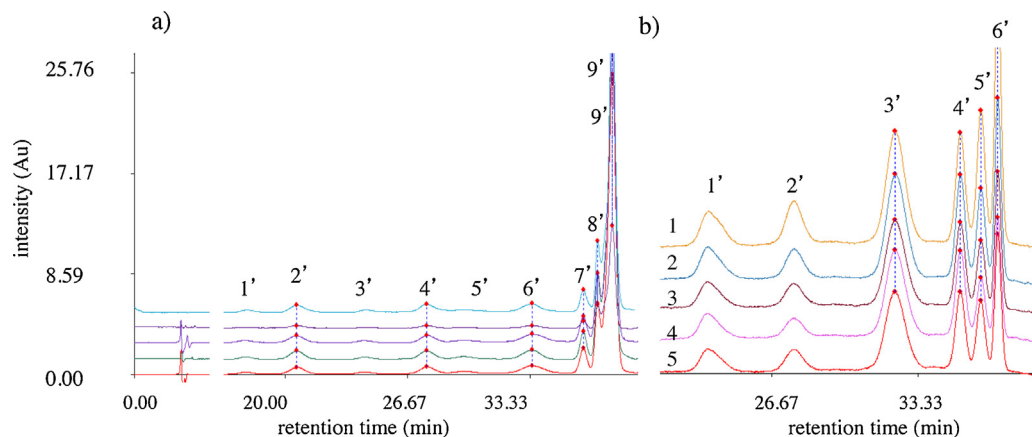 a)
25.76
17.17
8.59
0.00
intensity (Au)
1’ 2’ 3’ 4’ 5’ 6’ 7’ 8’ 9’ 9’
0.00 20.00 26.67 33.33
retention time (min)
b)
1’ 2’ 3’ 4’ 5’ 6’
1
2
3
4
5
26.67 33.33
retention time (min)